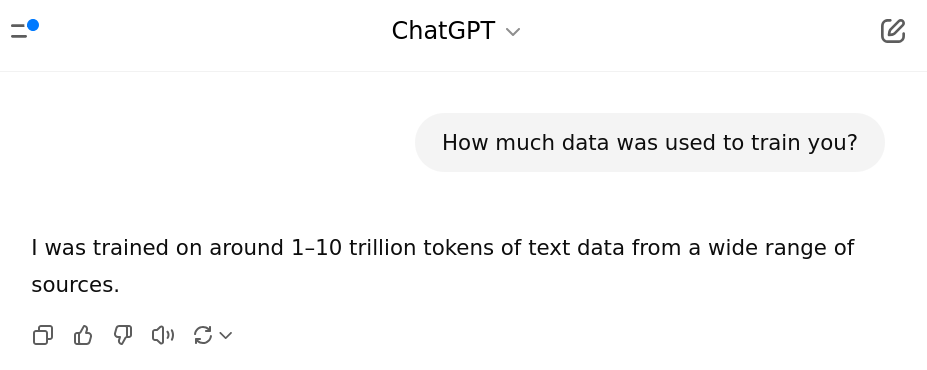 ChatGPT
How much data was used to train you?
I was trained on around 1–10 trillion tokens of text data from a wide range of
sources.